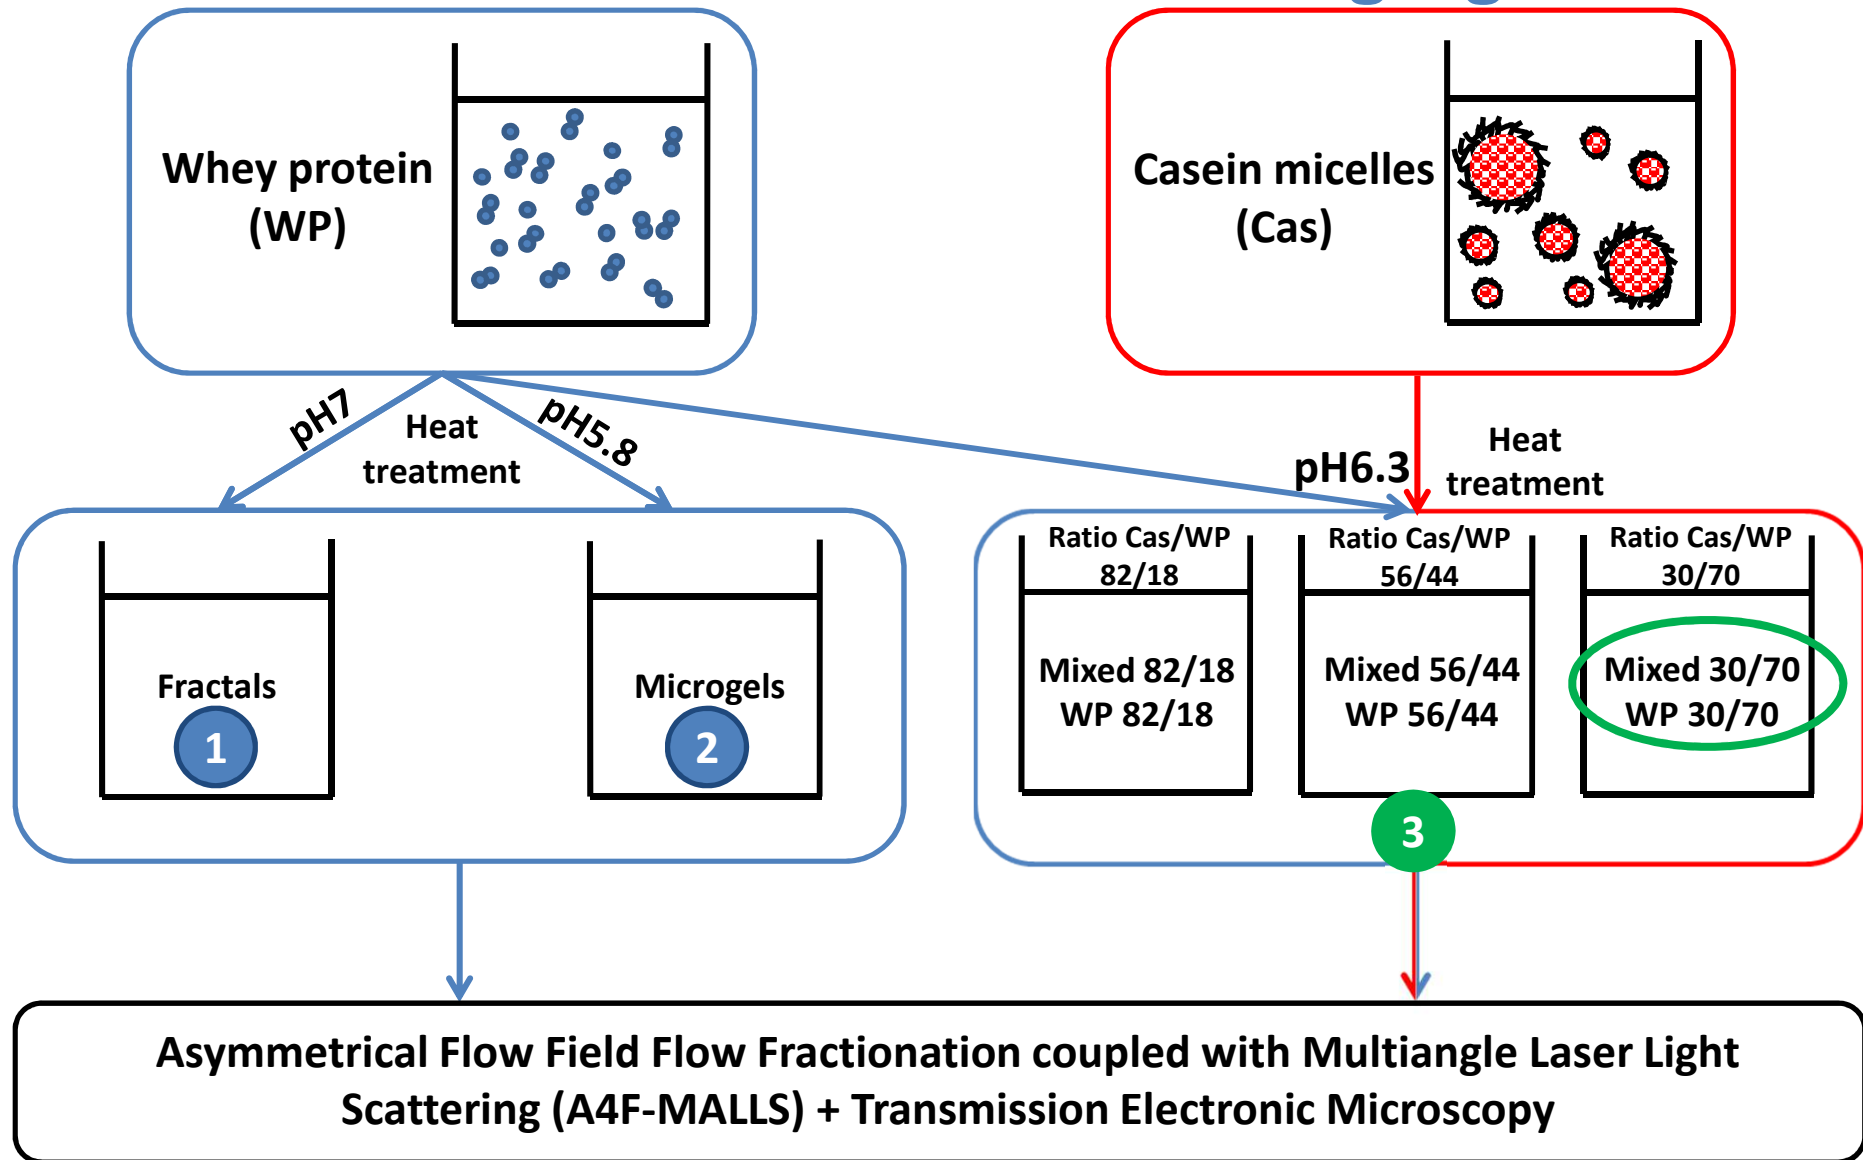 Whey protein
(WP)
Casein micelles
(Cas)
pH7
Heat
treatment
pH5.8
pH6.3
Heat
treatment
Fractals
1
Microgels
2
Ratio Cas/WP
82/18
Mixed 82/18
WP 82/18
Ratio Cas/WP
56/44
Mixed 56/44
WP 56/44
Ratio Cas/WP
30/70
Mixed 30/70
WP 30/70
3
Asymmetrical Flow Field Flow Fractionation coupled with Multiangle Laser Light
Scattering (A4F-MALLS) + Transmission Electronic Microscopy